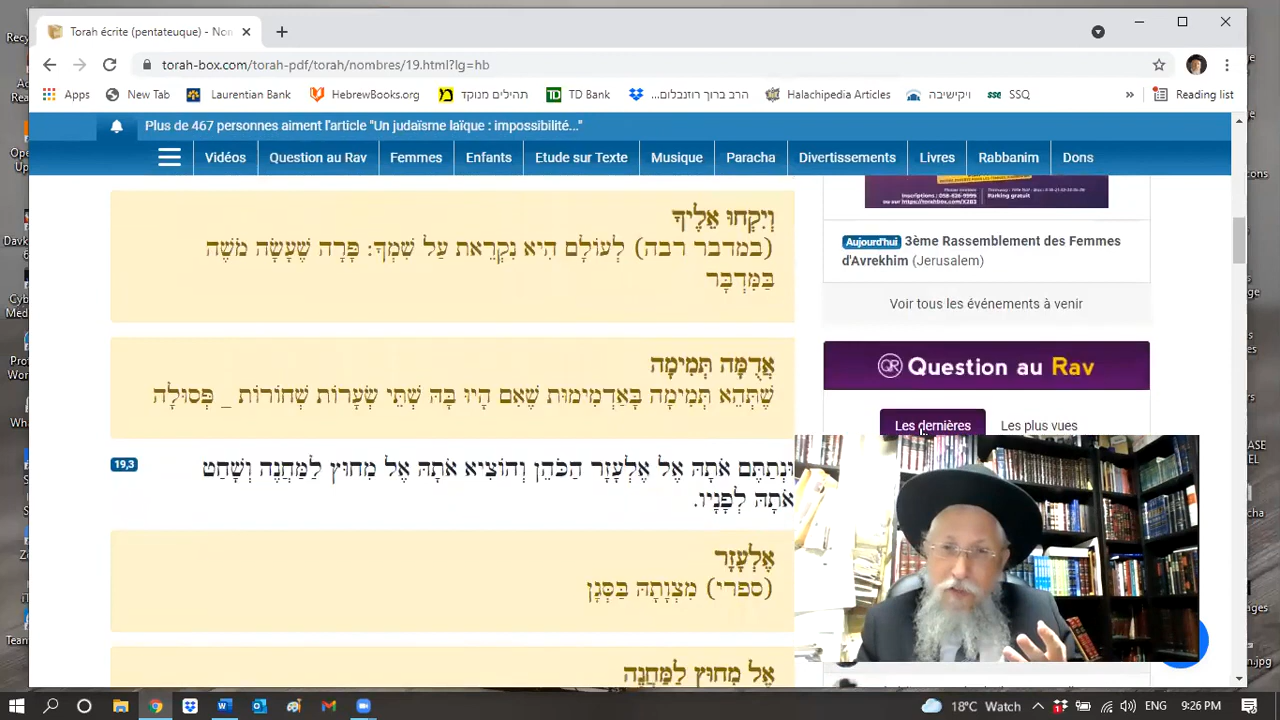 Torah écrite (pentateuque) - Nom
torah-box.com/torah-pdf/torah/nombres/19.html?lg=hb
Apps New Tab Laurentian Bank HebrewBooks.org תהילים מנוקד TD Bank הרב ברוך רוזנבלום... Halachipedia Articles ויקישיבה SSQ » Reading list
Plus de 467 personnes aiment l'article "Un judaïsme laïque : impossibilité..."
Vidéos Question au Rav Femmes Enfants Etude sur Texte Musique Paracha Divertissements Livres Rabbanim Dons
וְיִקְחוּ אֵלֶיךָ
(במדבר רבה) לְעוֹלָם הִיא נִקְרֵאת עַל שִׁמְךָ: פָּרָה שֶׁעָשָׂה מֹשֶׁה
בַּמִּדְבָּר
אֲדֻמָּה תְּמִימָה
שֶׁתְּהֵא תְּמִימָה בָּאַדְמִימוּת שֶׁאִם הָיוּ בָּהּ שְׁתֵּי שְׂעָרוֹת שְׁחוֹרוֹת _ פְּסוּלָה
19,3
וּנְתַתֶּם אֹתָהּ אֶל אֶלְעָזָר הַכֹּהֵן וְהוֹצִיא אֹתָהּ אֶל מִחוּץ לַמַּחֲנֶה וְשָׁחַט
אֹתָהּ לְפָנָיו.
אֶלְעָזָר
(ספרי) מִצְוָתָהּ בַּסְּגָן
אֶל מִחוּץ לַמַּחֲנֶה
Aujourd'hui 3ème Rassemblement des Femmes
d'Avrekhim (Jerusalem)
Voir tous les événements à venir
QR Question au Rav
Les dernières Les plus vues
18°C Watch ENG 9:26 PM